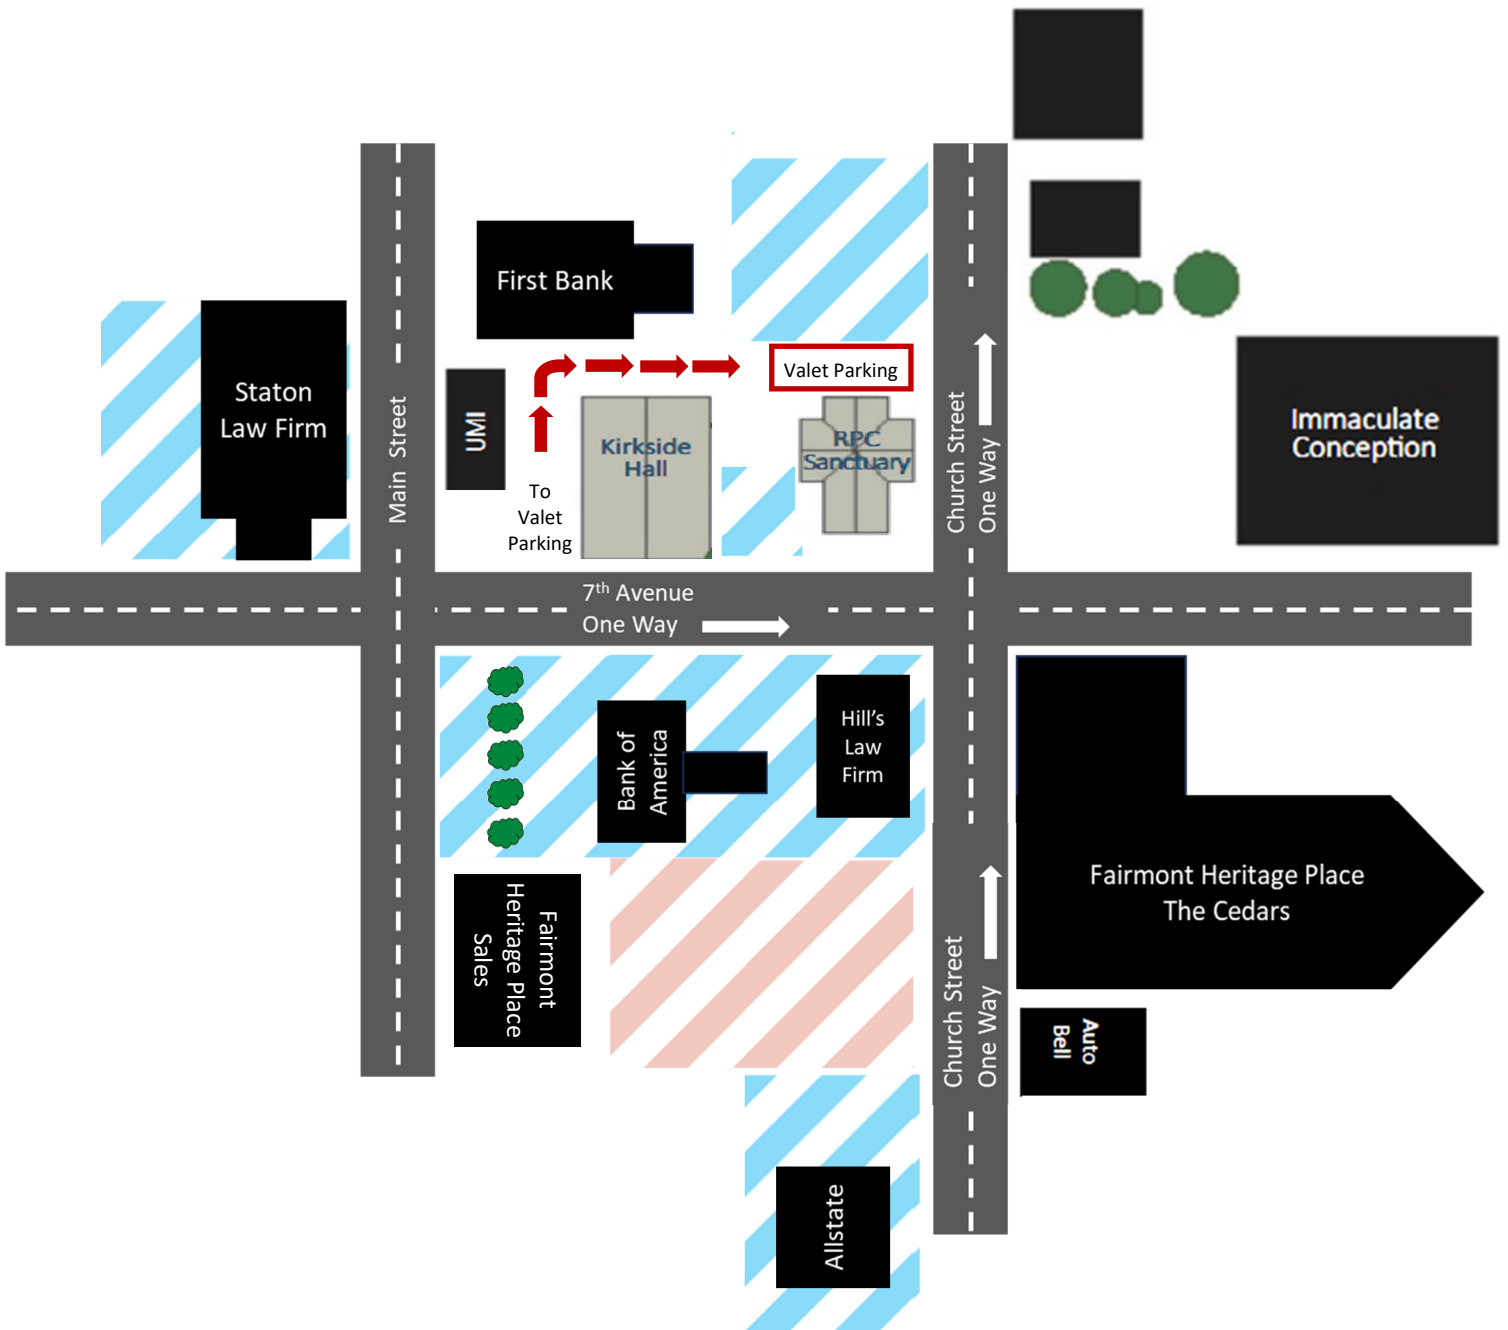 First Bank
Staton
Law Firm
Main Street
UMI
To
Valet
Parking
Kirkside
Hall
Valet Parking
RPC
Sanctuary
Church Street
One Way
Immaculate
Conception
7th Avenue
One Way
Bank of
America
Hill's
Law
Firm
Fairmont
Heritage Place
Sales
Church Street
One Way
Fairmont Heritage Place
The Cedars
Auto
Bell
Allstate